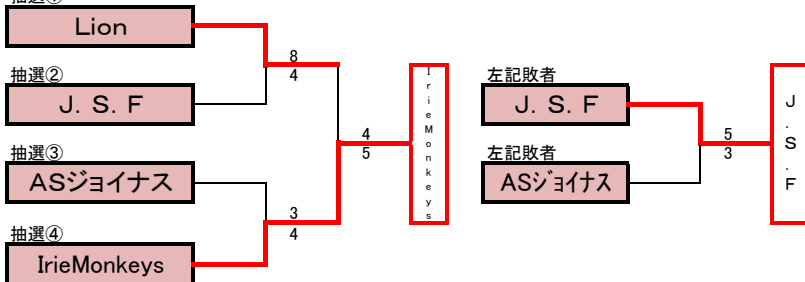 抽選①
Lion
8
4
抽選②
J．S．F
4
5
IrieMonkeys
抽選③
ASジョイナス
3
4
抽選④
IrieMonkeys
左記敗者
J．S．F
5
3
J．S．F
左記敗者
ASｼﾞｮｲﾅｽ